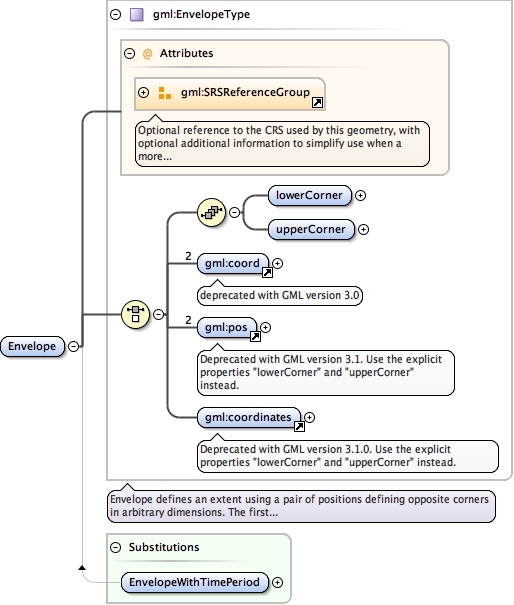 gml:EnvelopeType
@ Attributes
gml:SRSReferenceGroup
Optional reference to the CRS used by this geometry, with
optional additional information to simplify use when a
more...
lowerCorner
upperCorner
2 gml:coord
deprecated with GML version 3.0
2 gml:pos
Deprecated with GML version 3.1. Use the explicit
properties "lowerCorner" and "upperCorner"
instead.
Envelope
gml:coordinates
Deprecated with GML version 3.1.0. Use the explicit
properties "lowerCorner" and "upperCorner" instead.
Envelope defines an extent using a pair of positions defining opposite corners
in arbitrary dimensions. The first...
Substitutions
EnvelopeWithTimePeriod